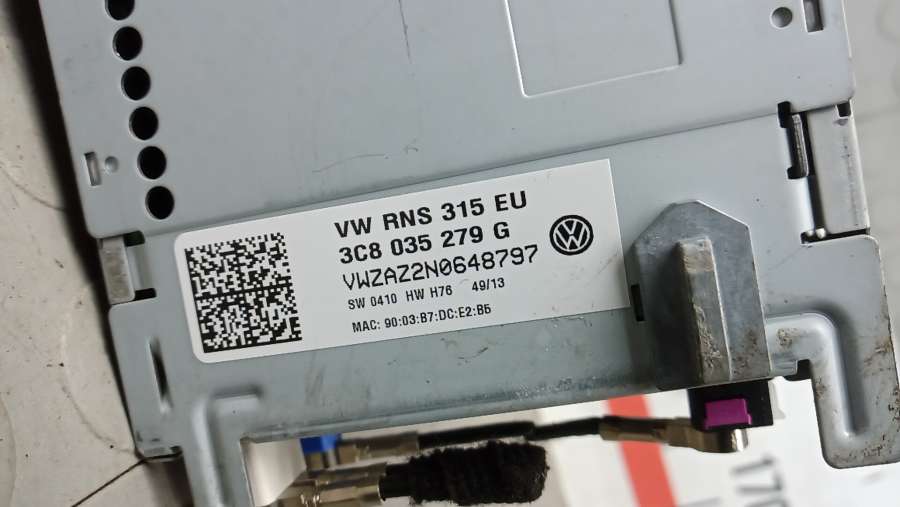 VW RNS 315 EU
3C8 035 279 G
VWZAZ2N0648797
SW 0410 HW H76 49/13
MAC: 90:03:B7:DC:E2:B5
170